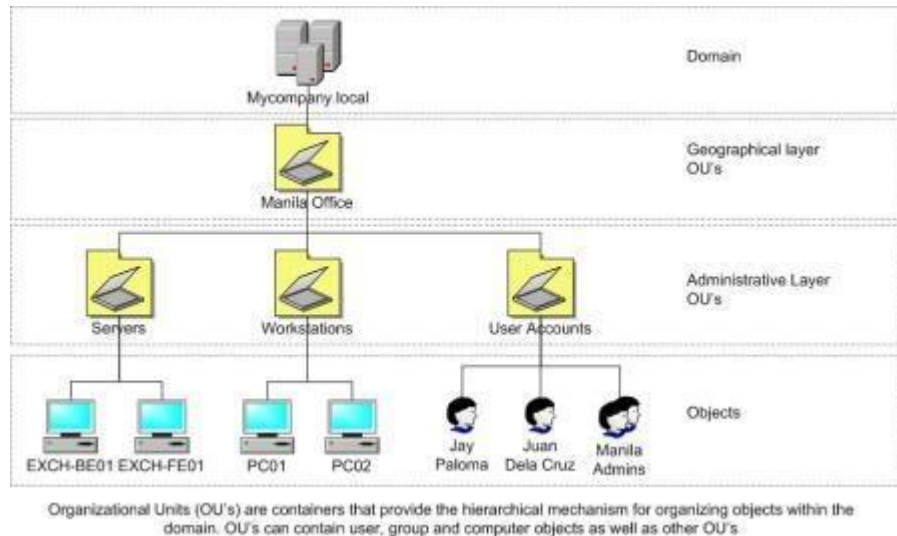 Domain
Mycompany.local
Geographical layer
OU's
Manila Office
Administrative Layer
OU's
Servers
Workstations
User Accounts
Objects
EXCH-BE01
EXCH-FE01
PC01
PC02
Jay
Paloma
Juan
Dela Cruz
Manila
Admins
Organizational Units (OU's) are containers that provide the hierarchical mechanism for organizing objects within the
domain. OU's can contain user, group and computer objects as well as other OU's